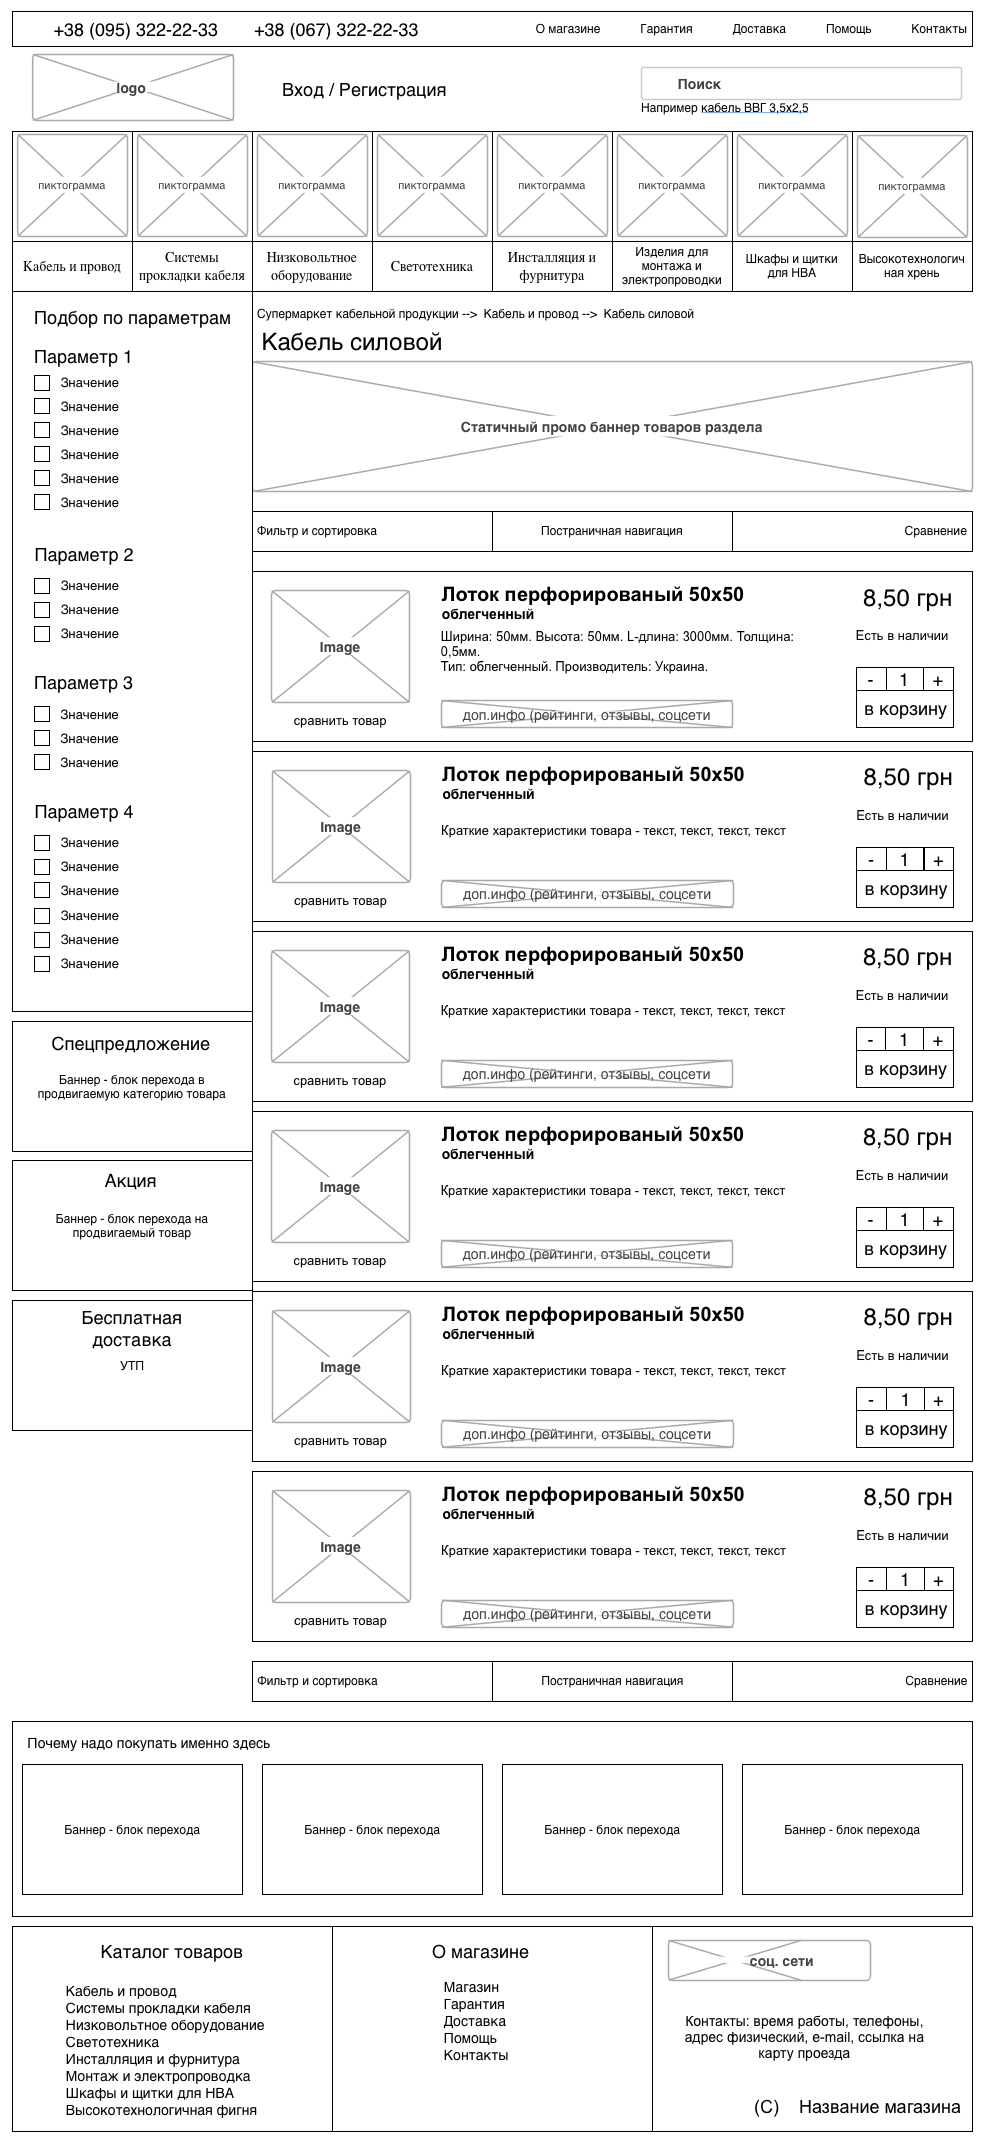 +38 (095) 322-22-33 +38 (067) 322-22-33 О магазине Гарантия Доставка Помощь Контакты
logo
Вход / Регистрация
Поиск
Например кабель ВВГ 3,5x2,5
пиктограмма пиктограмма пиктограмма пиктограмма пиктограмма пиктограмма пиктограмма пиктограмма
Кабель и провод
Системы
прокладки кабеля
Низковольтное
оборудование
Светотехника
Инсталляция и
фурнитура
Изделия для
монтажа и
электропроводки
Шкафы и щитки
для НВА
Высокотехнологич
ная хрень
Подбор по параметрам
Параметр 1
Значение
Значение
Значение
Значение
Значение
Значение
Параметр 2
Значение
Значение
Значение
Параметр 3
Значение
Значение
Значение
Параметр 4
Значение
Значение
Значение
Значение
Значение
Значение
Спецпредложение
Баннер - блок перехода в
продвигаемую категорию товара
Акция
Баннер - блок перехода на
продвигаемый товар
Бесплатная
доставка
УТП
Супермаркет кабельной продукции --> Кабель и провод --> Кабель силовой
Кабель силовой
Статичный промо баннер товаров раздела
Фильтр и сортировка Постраничная навигация Сравнение
Image
сравнить товар
Лоток перфорированый 50x50
облегченный
Ширина: 50мм. Высота: 50мм. L-длина: 3000мм. Толщина:
0,5мм.
Тип: облегченный. Производитель: Украина.
доп.инфо (рейтинги, отзывы, соцсети
8,50 грн
Есть в наличии
- 1 +
в корзину
Image
сравнить товар
Лоток перфорированый 50x50
облегченный
Краткие характеристики товара - текст, текст, текст, текст
доп.инфо (рейтинги, отзывы, соцсети
8,50 грн
Есть в наличии
- 1 +
в корзину
Image
сравнить товар
Лоток перфорированый 50x50
облегченный
Краткие характеристики товара - текст, текст, текст, текст
доп.инфо (рейтинги, отзывы, соцсети
8,50 грн
Есть в наличии
- 1 +
в корзину
Image
сравнить товар
Лоток перфорированый 50x50
облегченный
Краткие характеристики товара - текст, текст, текст, текст
доп.инфо (рейтинги, отзывы, соцсети
8,50 грн
Есть в наличии
- 1 +
в корзину
Image
сравнить товар
Лоток перфорированый 50x50
облегченный
Краткие характеристики товара - текст, текст, текст, текст
доп.инфо (рейтинги, отзывы, соцсети
8,50 грн
Есть в наличии
- 1 +
в корзину
Image
сравнить товар
Лоток перфорированый 50x50
облегченный
Краткие характеристики товара - текст, текст, текст, текст
доп.инфо (рейтинги, отзывы, соцсети
8,50 грн
Есть в наличии
- 1 +
в корзину
Фильтр и сортировка Постраничная навигация Сравнение
Почему надо покупать именно здесь
Баннер - блок перехода Баннер - блок перехода Баннер - блок перехода Баннер - блок перехода
Каталог товаров
Кабель и провод
Системы прокладки кабеля
Низковольтное оборудование
Светотехника
Инсталляция и фурнитура
Монтаж и электропроводка
Шкафы и щитки для НВА
Высокотехнологичная фигня
О магазине
Магазин
Гарантия
Доставка
Помощь
Контакты
соц. сети
Контакты: время работы, телефоны,
адрес физический, e-mail, ссылка на
карту проезда
(С) Название магазина